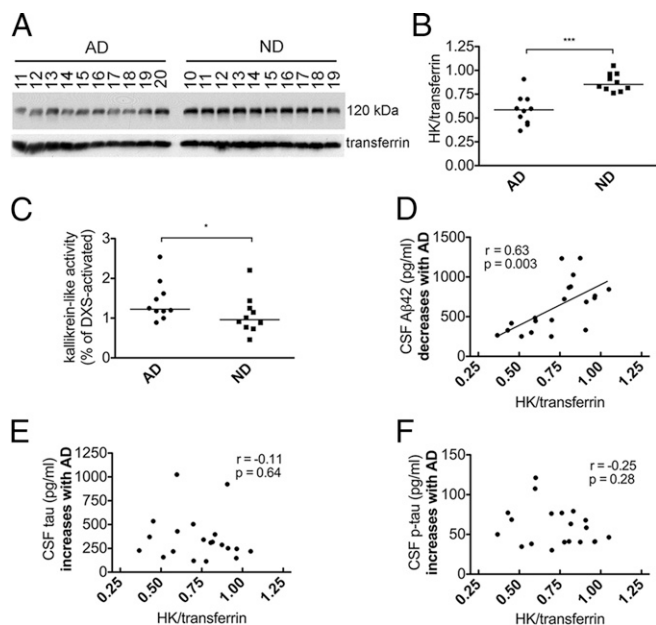 A
AD
ND
11 12 13 14 15 16 17 18 19 20
10 11 12 13 14 15 16 17 18 19
120 kDa
transferrin
B
***
HK/transferrin
1.25
1.00
0.75
0.50
0.25
0.00
AD
ND
C
*
kallikrein-like activity
(% of DXS-activated)
3
2
1
0
AD
ND
D
r = 0.63
p = 0.003
CSF Aβ42 (pg/ml)
decreases with AD
1500
1000
500
0
0.25
0.50
0.75
1.00
1.25
HK/transferrin
E
r = -0.11
p = 0.64
CSF tau (pg/ml)
increases with AD
1250
1000
750
500
250
0
0.25
0.50
0.75
1.00
1.25
HK/transferrin
F
r = -0.25
p = 0.28
CSF p-tau (pg/ml)
increases with AD
150
100
50
0
0.25
0.50
0.75
1.00
1.25
HK/transferrin